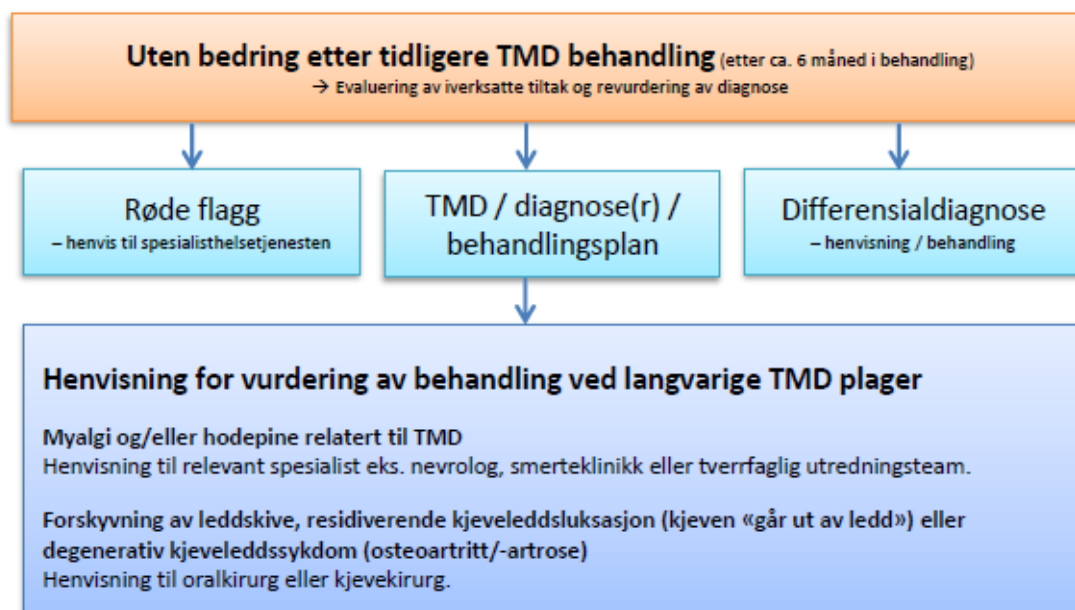 Uten bedring etter tidligere TMD behandling (etter ca. 6 måned i behandling)
→ Evaluering av iverksatte tiltak og revurdering av diagnose
Røde flagg
– henvis til spesialisthelsetjenesten
TMD / diagnose(r) /
behandlingsplan
Differensialdiagnose
– henvisning / behandling
Henvisning for vurdering av behandling ved langvarige TMD plager
Myalgi og/eller hodepine relatert til TMD
Henvisning til relevant spesialist eks. nevrolog, smerteklinikk eller tverrfaglig utredningsteam.
Forskyvning av leddskive, residiverende kjeveleddsluksasjon (kjeven «går ut av ledd») eller
degenerativ kjeveleddssykdom (osteoartritt/-artrose)
Henvisning til oralkirurg eller kjevekirurg.